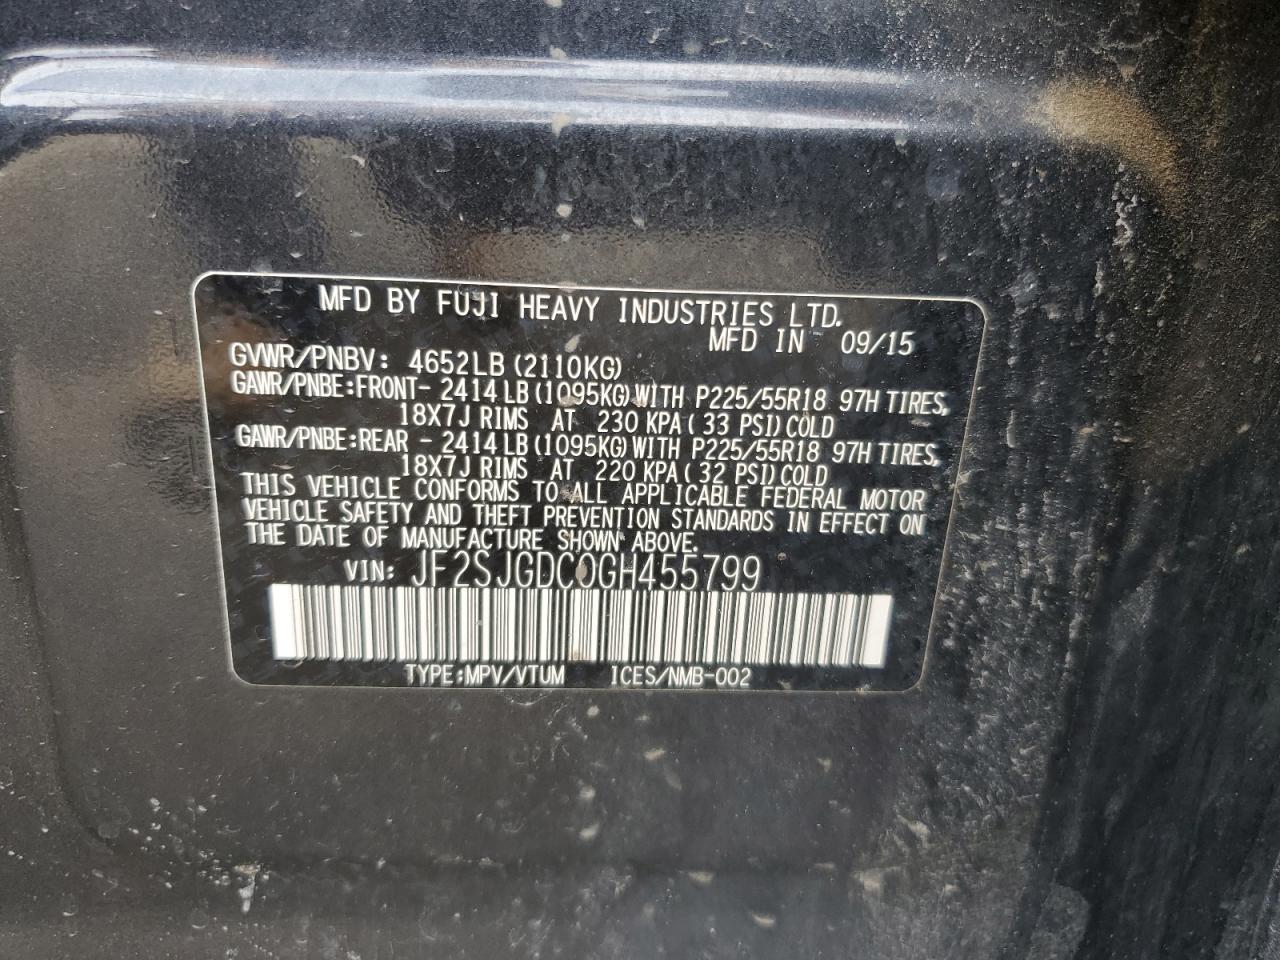 MFD BY FUJI HEAVY INDUSTRIES LTD.
MFD IN 09/15
GVWR/PNBV: 4652LB (2110KG)
GAWR/PNBE:FRONT- 2414 LB (1095KG) WITH P225/55R18 97H TIRES,
18X7J RIMS AT 230 KPA ( 33 PSI) COLD
GAWR/PNBE:REAR - 2414 LB (1095KG) WITH P225/55R18 97H TIRES,
18X7J RIMS AT 220 KPA ( 32 PSI) COLD
THIS VEHICLE CONFORMS TO ALL APPLICABLE FEDERAL MOTOR
VEHICLE SAFETY AND THEFT PREVENTION STANDARDS IN EFFECT ON
THE DATE OF MANUFACTURE SHOWN ABOVE.
VIN: JF2SJGDC0GH455799
TYPE:MPV/VTUM ICES/NMB-002